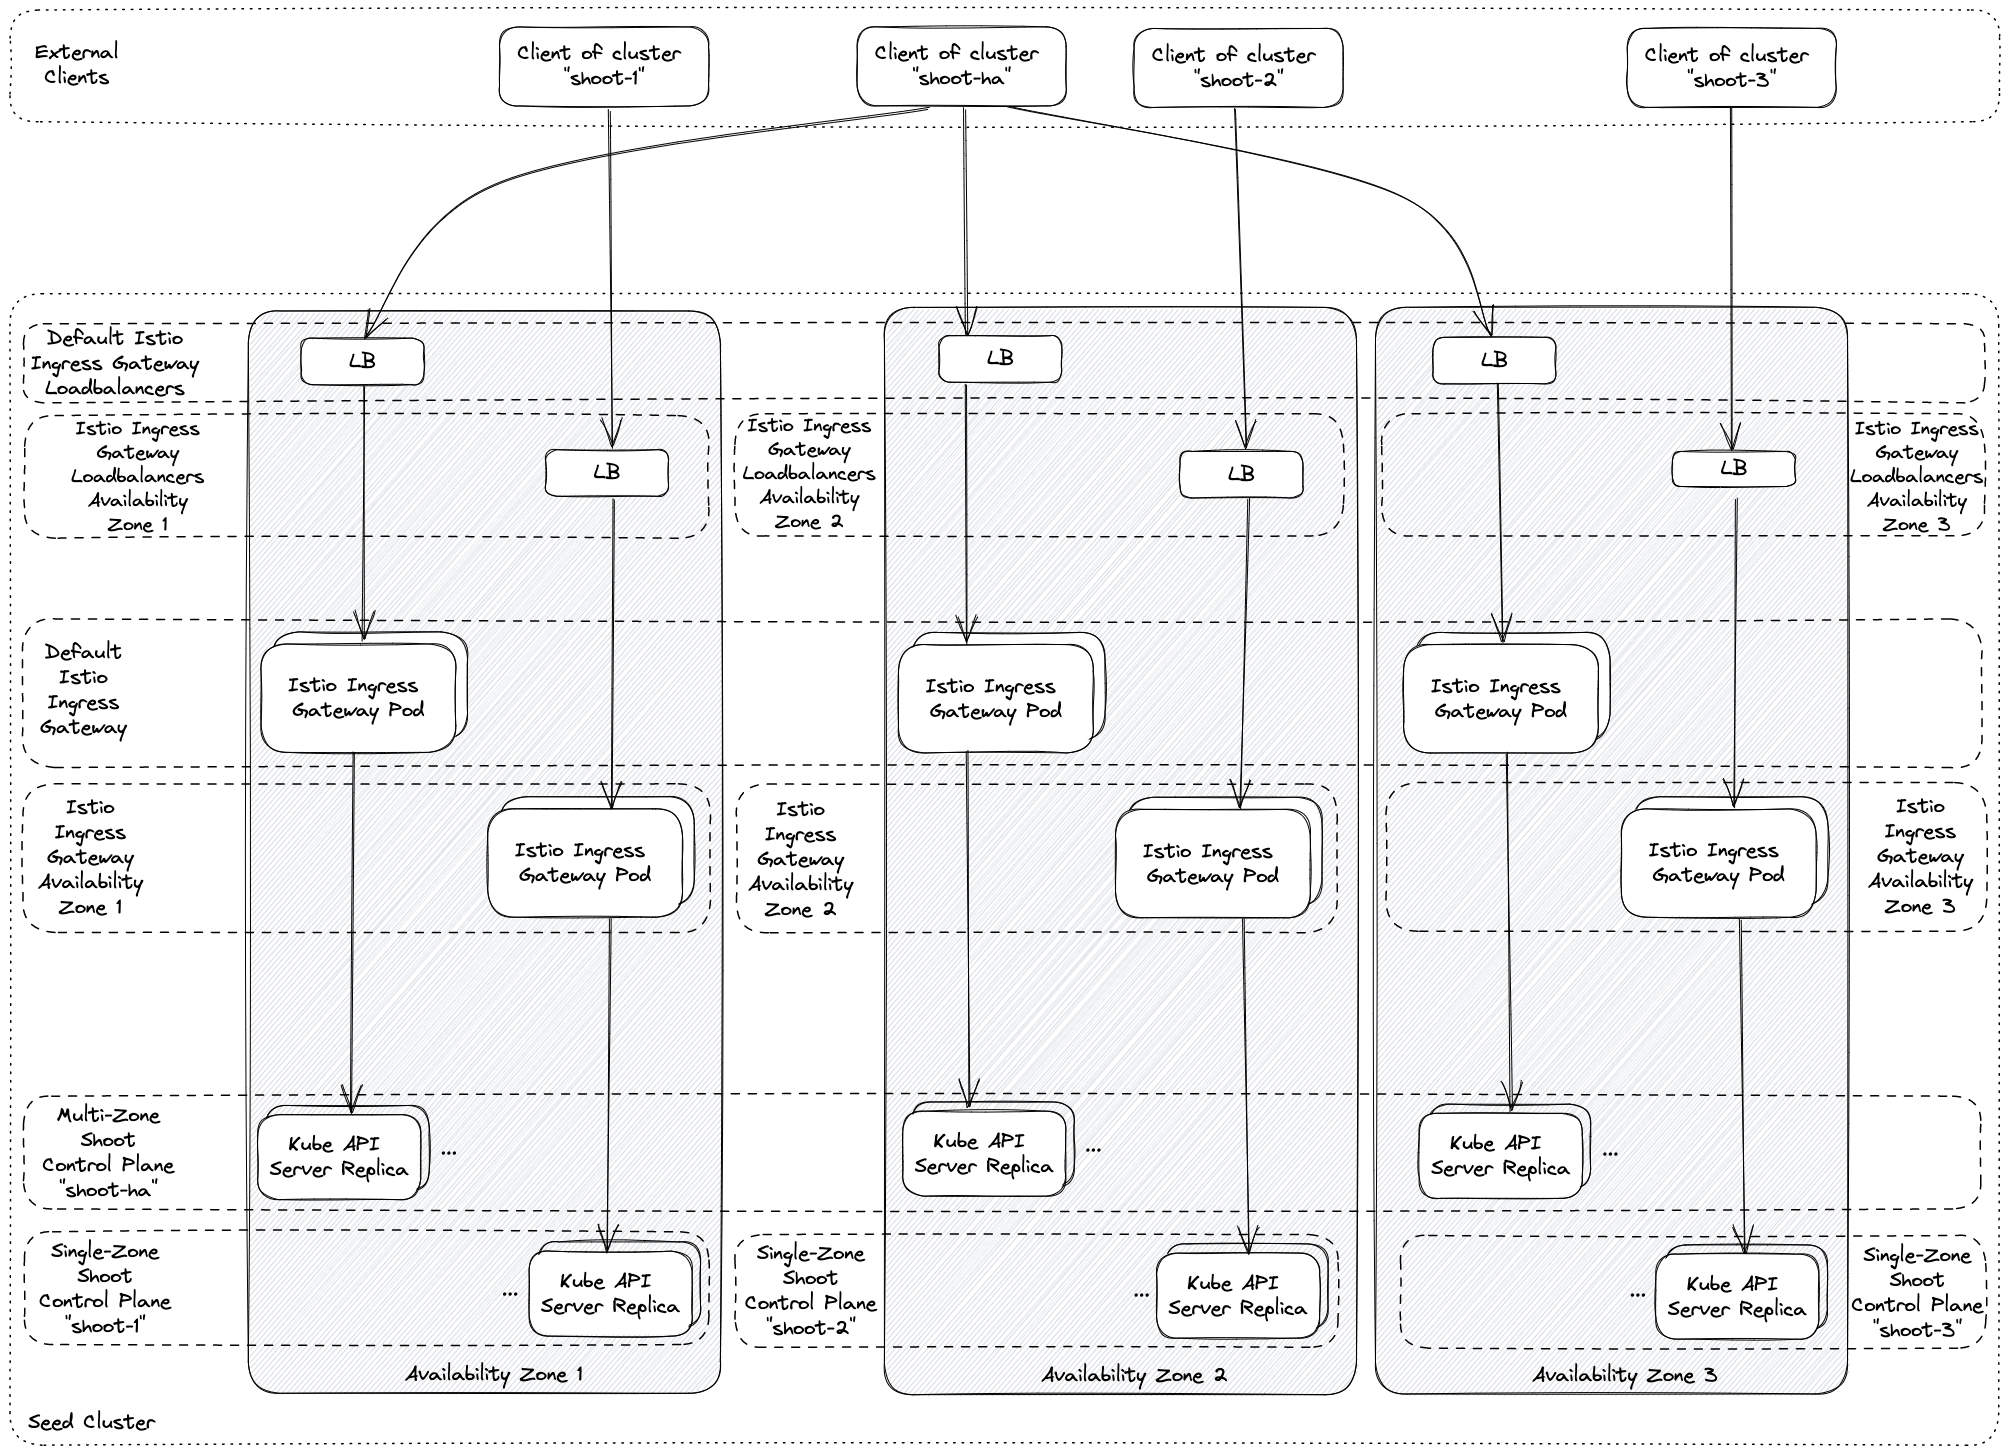 External
Clients
Client of cluster
"shoot-1"
Client of cluster
"shoot-ha"
Client of cluster
"shoot-2"
Client of cluster
"shoot-3"
Default Istio
Ingress Gateway
Loadbalancers
LB
LB
LB
Istio Ingress
Gateway
Loadbalancers
Availability
Zone 1
LB
Istio Ingress
Gateway
Loadbalancers
Availability
Zone 2
LB
LB
Istio Ingress
Gateway
Loadbalancers
Availability
Zone 3
Default
Istio
Ingress
Gateway
Istio Ingress
Gateway Pod
Istio Ingress
Gateway Pod
Istio Ingress
Gateway Pod
Istio
Ingress
Gateway
Availability
Zone 1
Istio Ingress
Gateway Pod
Istio
Ingress
Gateway
Availability
Zone 2
Istio Ingress
Gateway Pod
Istio Ingress
Gateway Pod
Istio
Ingress
Gateway
Availability
Zone 3
Multi-Zone
Shoot
Control Plane
"shoot-ha"
Kube API
Server Replica
...
Kube API
Server Replica
...
Kube API
Server Replica
...
Single-Zone
Shoot
Control Plane
"shoot-1"
...
Kube API
Server Replica
Single-Zone
Shoot
Control Plane
"shoot-2"
...
Kube API
Server Replica
...
Kube API
Server Replica
Single-Zone
Shoot
Control Plane
"shoot-3"
Availability Zone 1
Availability Zone 2
Availability Zone 3
Seed Cluster